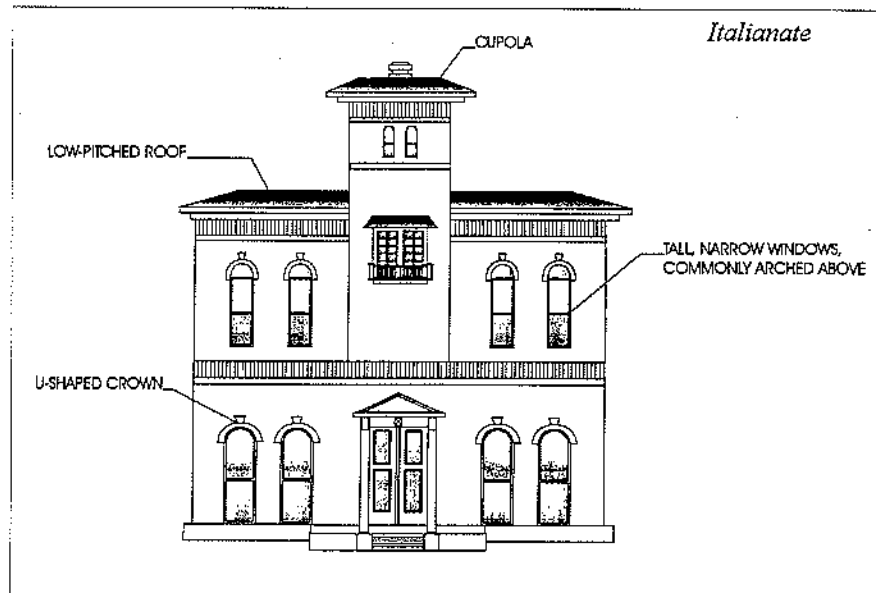 Italianate
CUPOLA
LOW-PITCHED ROOF
TALL, NARROW WINDOWS,
COMMONLY ARCHED ABOVE
U-SHAPED CROWN